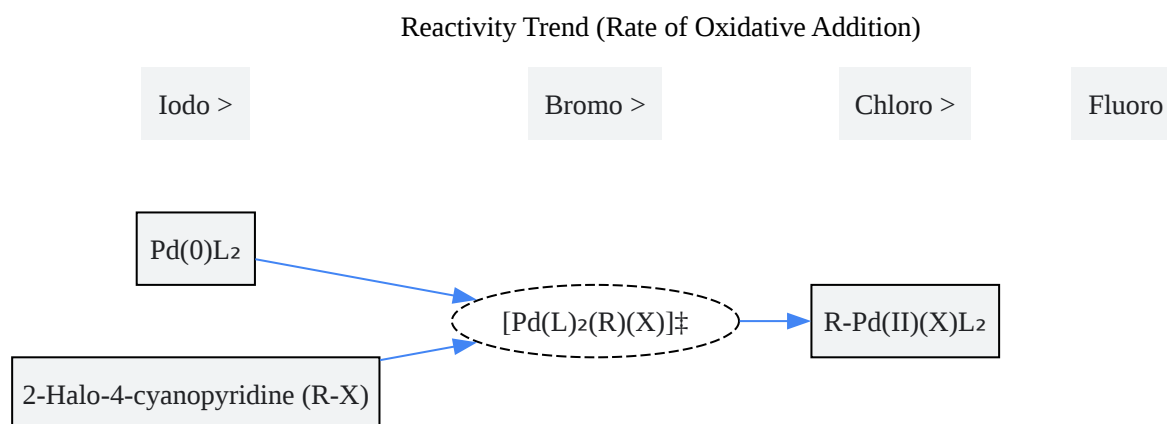 Reactivity Trend (Rate of Oxidative Addition)
Iodo >
Bromo >
Chloro >
Fluoro
Pd(0)L₂
[Pd(L)₂(R)(X)]‡
R-Pd(II)(X)L₂
2-Halo-4-cyanopyridine (R-X)